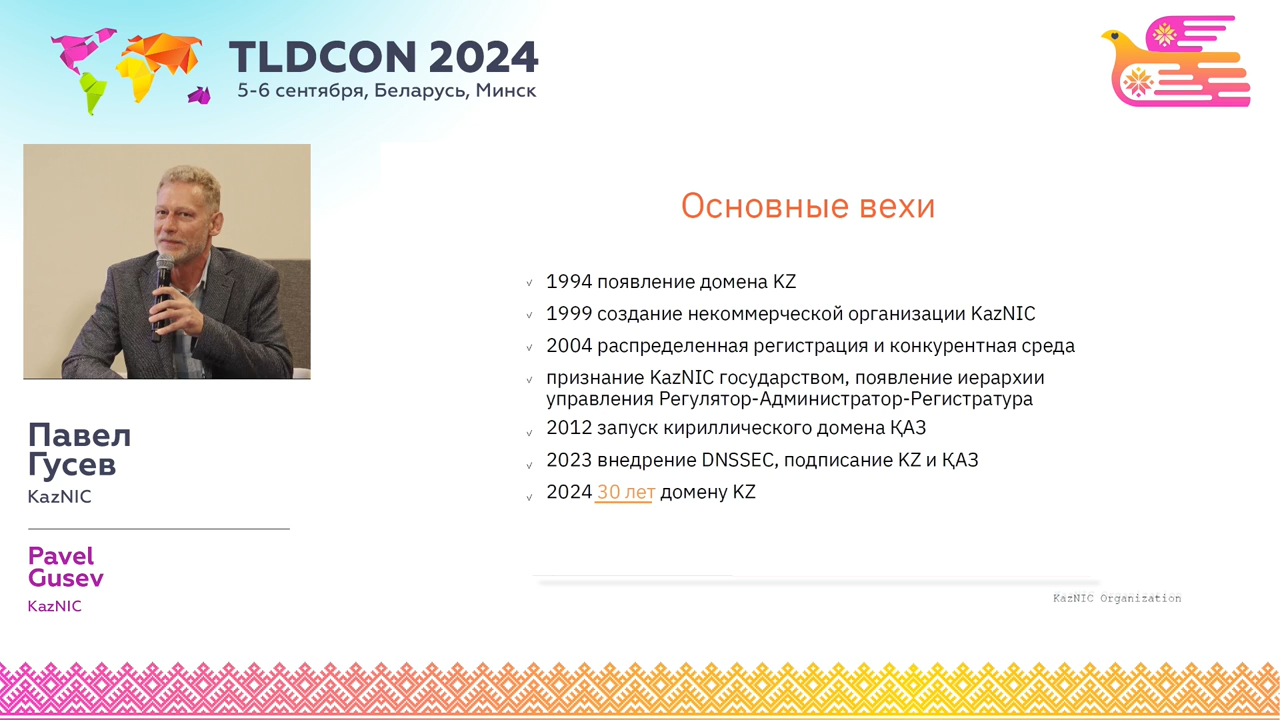 TLDCON 2024
5-6 сентября, Беларусь, Минск
Павел
Гусев
KazNIC
Pavel
Gusev
KazNIC
Основные вехи
1994 появление домена KZ
1999 создание некоммерческой организации KazNIC
2004 распределенная регистрация и конкурентная среда
признание KazNIC государством, появление иерархии
управления Регулятор-Администратор-Регистратура
2012 запуск кириллического домена ҚАЗ
2023 внедрение DNSSEC, подписание KZ и ҚАЗ
2024 30 лет домену KZ
KazNIC Organization